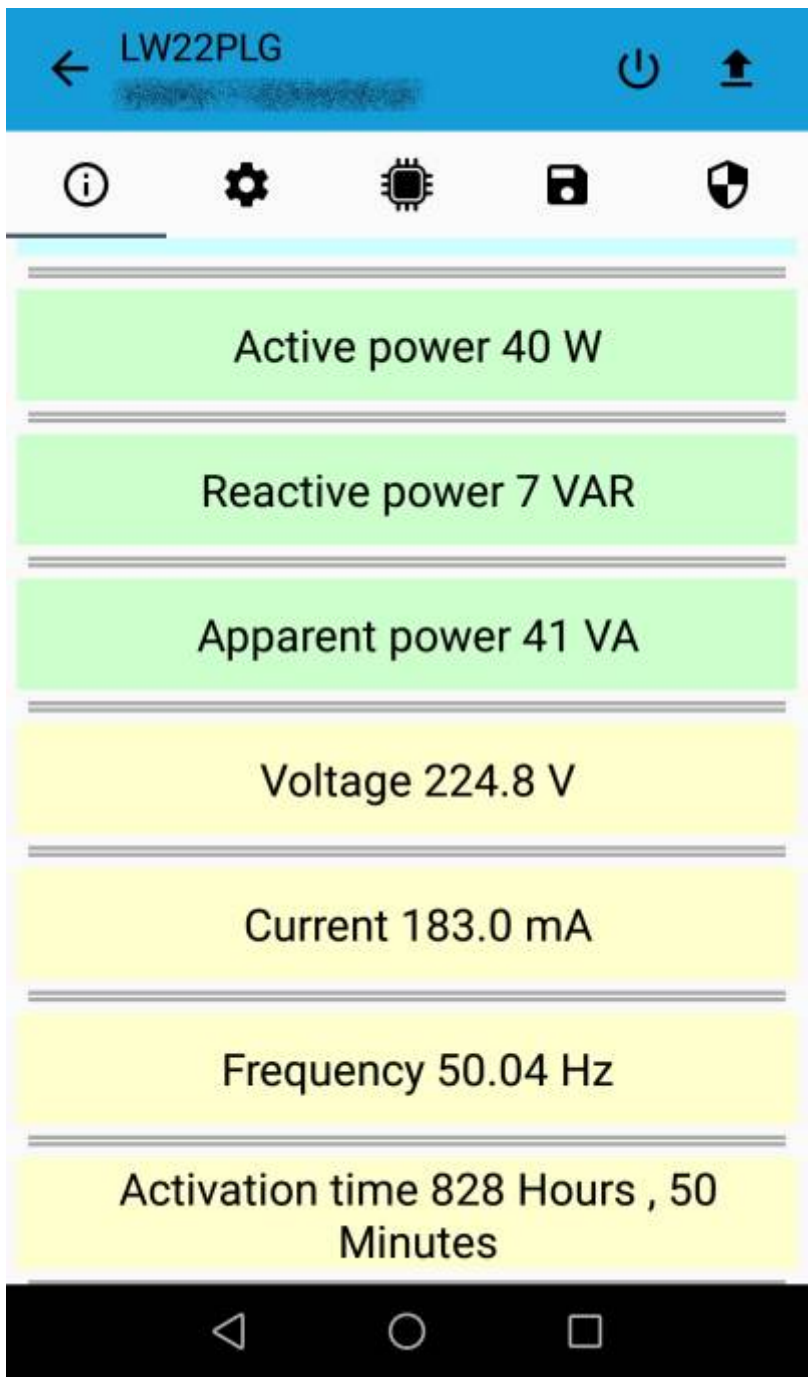 LW22PLG
Active power 40 W
Reactive power 7 VAR
Apparent power 41 VA
Voltage 224.8 V
Current 183.0 mA
Frequency 50.04 Hz
Activation time 828 Hours , 50
Minutes